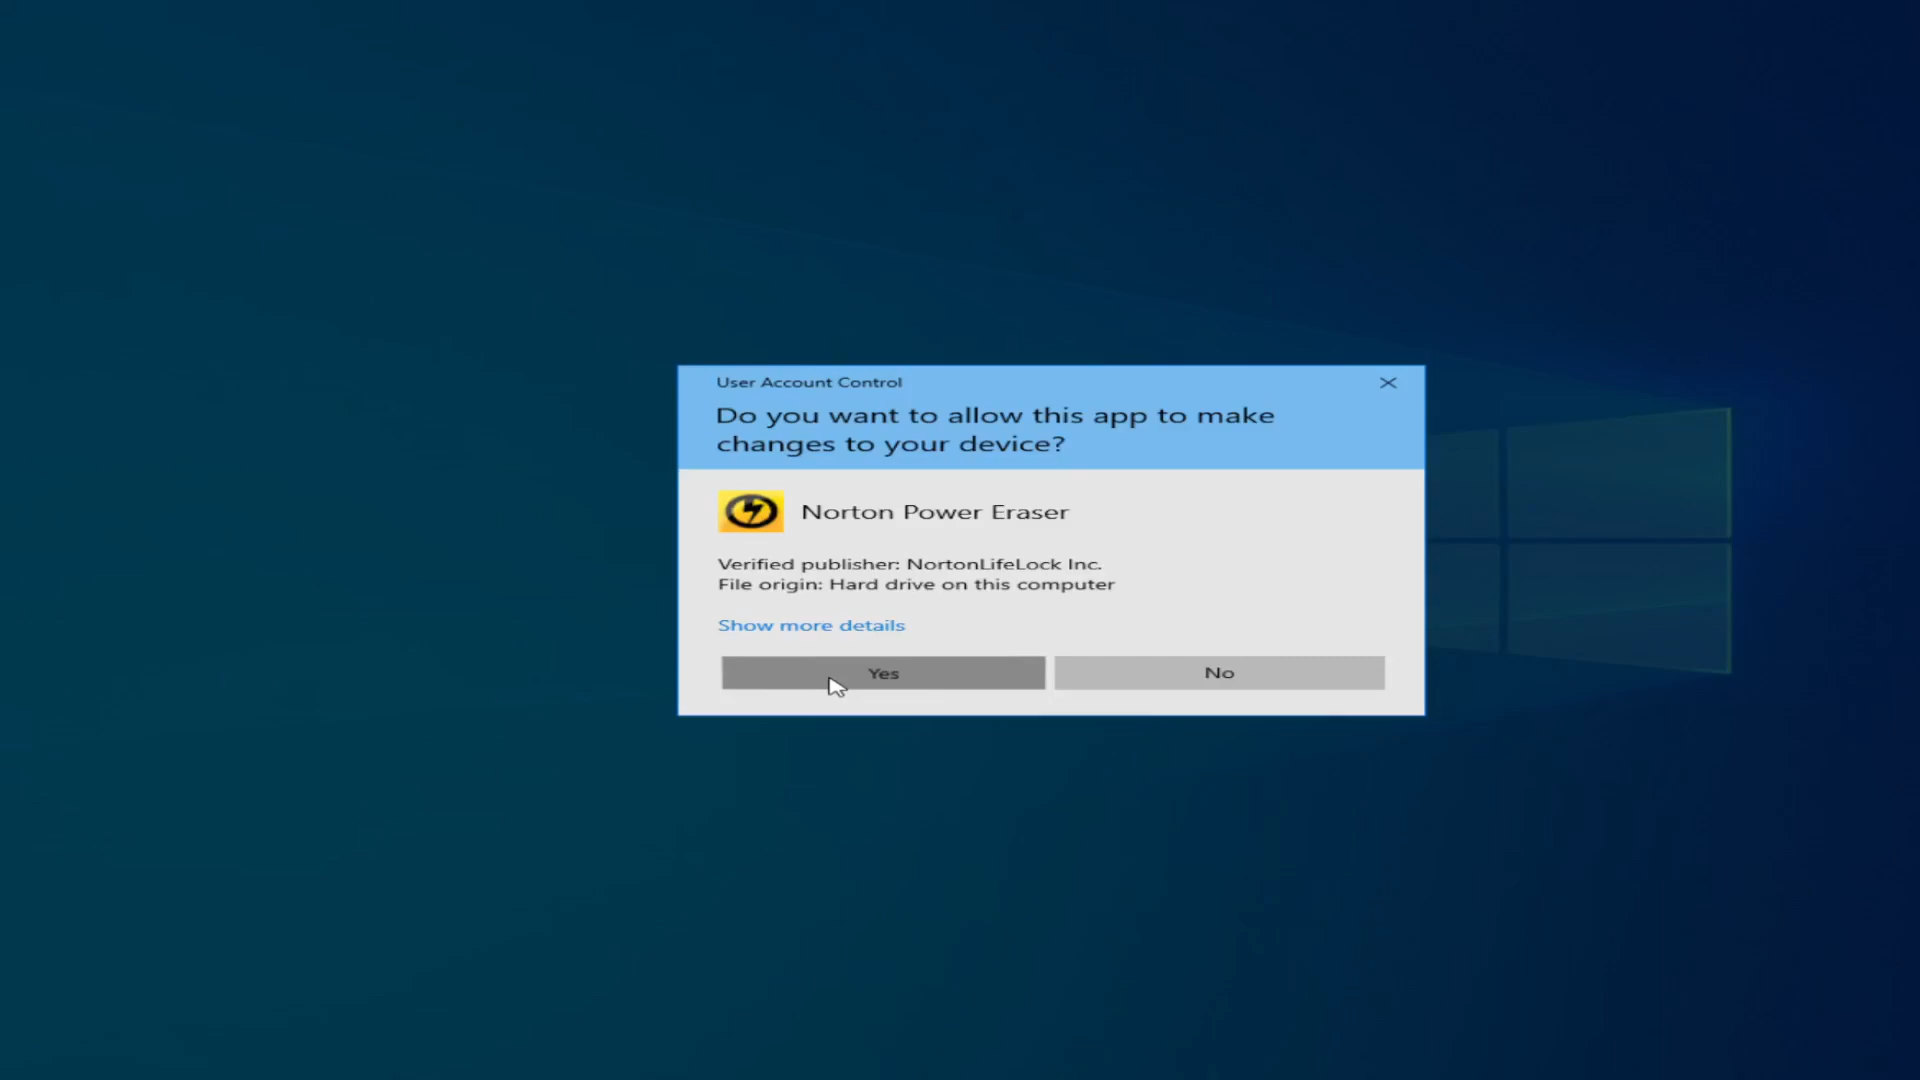 User Account Control
Do you want to allow this app to make
changes to your device?
Norton Power Eraser
Verified publisher: NortonLifeLock Inc.
File origin: Hard drive on this computer
Show more details
Yes
No